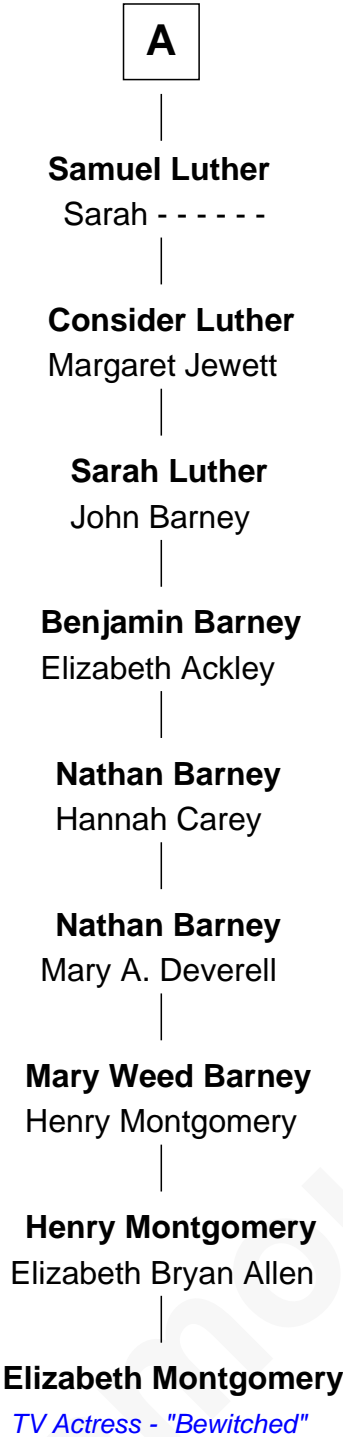 A
Samuel Luther
Sarah - - - - - -
Consider Luther
Margaret Jewett
Sarah Luther
John Barney
Benjamin Barney
Elizabeth Ackley
Nathan Barney
Hannah Carey
Nathan Barney
Mary A. Deverell
Mary Weed Barney
Henry Montgomery
Henry Montgomery
Elizabeth Bryan Allen
Elizabeth Montgomery
TV Actress - "Bewitched"